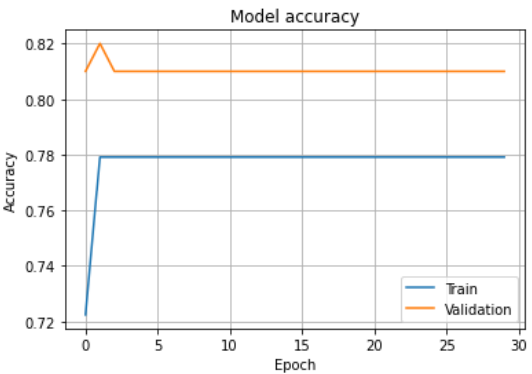 Model accuracy
0.82
0.80
0.78
0.76
0.74
0.72
Accuracy
Train
Validation
0 5 10 15 20 25 30
Epoch